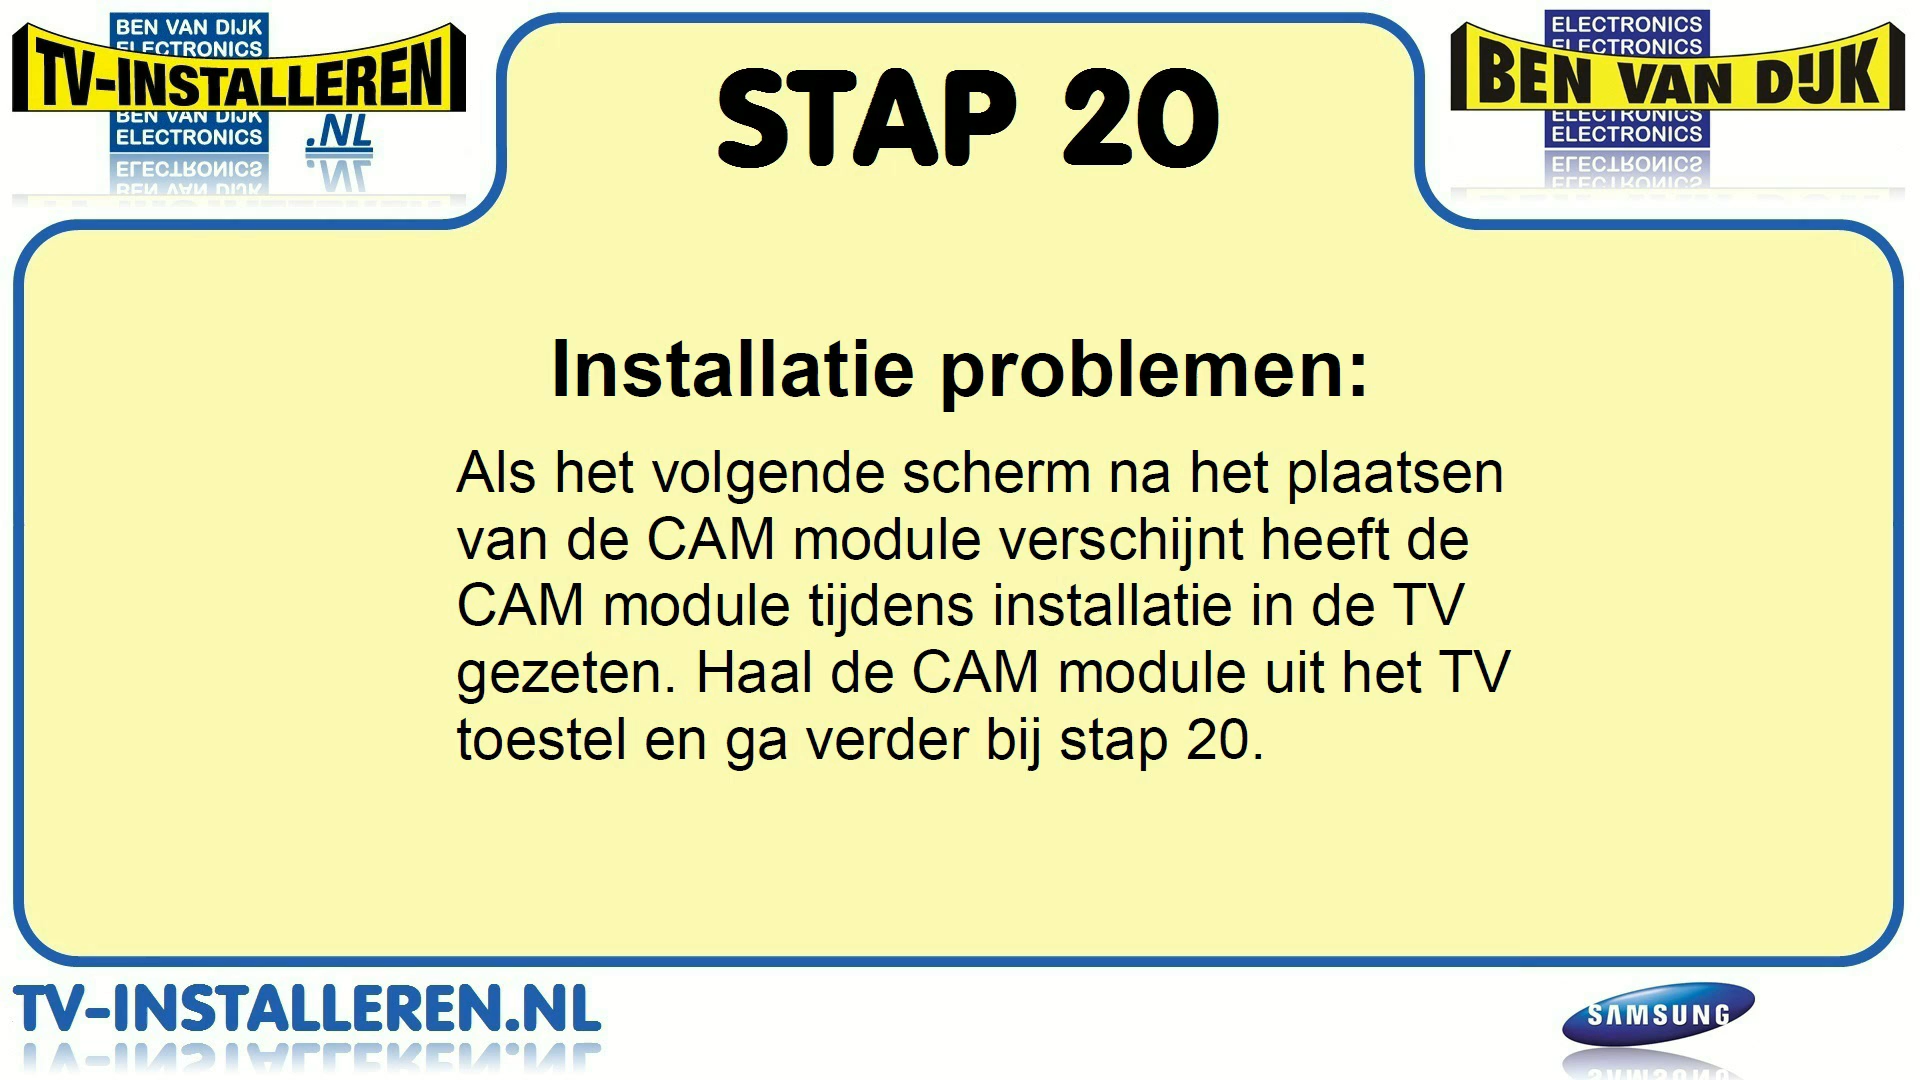 BEN VAN DIJK
ELECTRONICS
TV-INSTALLEREN
BEN VAN DIJK
ELECTRONICS
.NL
STAP 20
ELECTRONICS
ELECTRONICS
BEN VAN DIJK
ELECTRONICS
ELECTRONICS
Installatie problemen:
Als het volgende scherm na het plaatsen
van de CAM module verschijnt heeft de
CAM module tijdens installatie in de TV
gezeten. Haal de CAM module uit het TV
toestel en ga verder bij stap 20.
TV-INSTALLEREN.NL
SAMSUNG